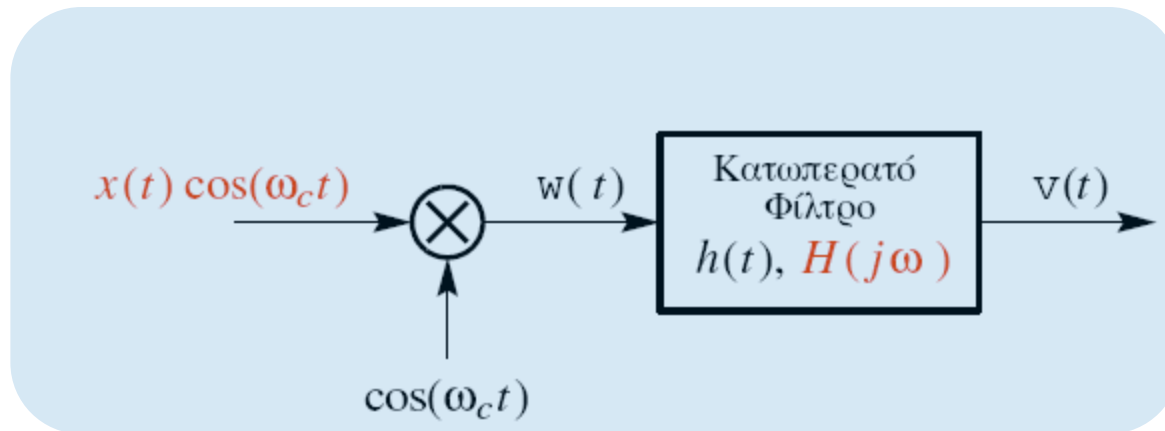 x(t) cos(ω_c t)
w(t)
Κατωπερατό
Φίλτρο
h(t), H(jω)
v(t)
cos(ω_c t)